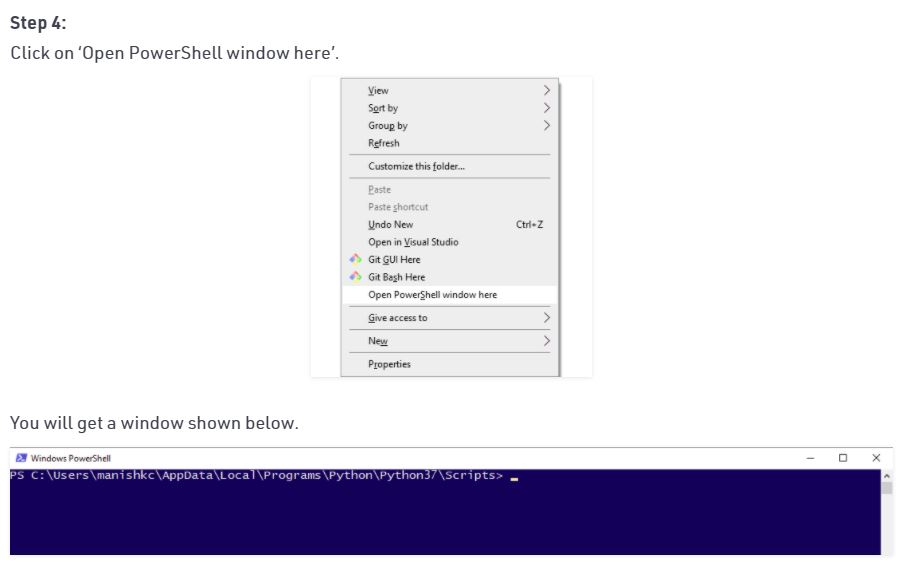 Step 4:
Click on ‘Open PowerShell window here’.
View
Sort by
Group by
Refresh
Customize this folder...
Paste
Paste shortcut
Undo New Ctrl+Z
Open in Visual Studio
Git GUI Here
Git Bash Here
Open PowerShell window here
Give access to
New
Properties
You will get a window shown below.
Windows PowerShell
PS C:\Users\manishkc\AppData\Local\Programs\Python\Python37\Scripts>